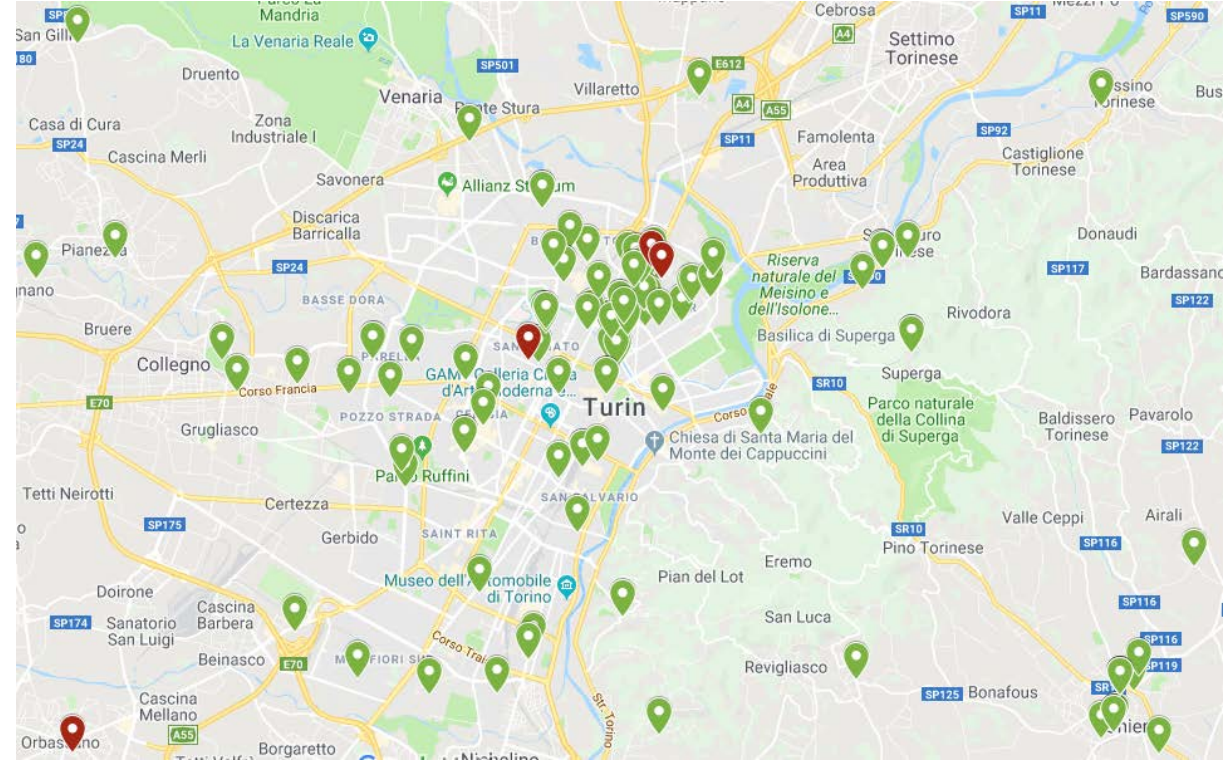 Mandria
Cebrosa
SP11
SP590
San Gilli
La Venaria Reale
A4
Settimo
Torinese
SP501
E612
Druento
Villaretto
Venaria
A4
A55
Bus
Torinese
Casa di Cura
Zona
Industriale I
SP24
SP11
Famolenta
SP92
Cascina Merli
Area
Produttiva
Castiglione
Torinese
Savonera
Allianz
Discarica
Barricalla
Donaudi
SP24
Riserva
naturale del
Meisino e
dell'Isolone...
SP117
Bardassano
BASSE DORA
SP122
Rivodora
Bruere
Basilica di Superga
Collegno
Superga
Corso Francia
SR10
E70
Turin
Parco naturale
della Collina
di Superga
POZZO STRADA
Baldissero
Torinese
Pavarolo
Grugliasco
Chiesa di Santa Maria del
Monte dei Cappuccini
SP122
Ruffini
Tetti Neirotti
Certezza
SP175
Gerbido
SAINT RITA
SR10
Valle Ceppi
Airali
SP116
Pino Torinese
Eremo
Pian del Lot
Museo dell'Automobile
di Torino
Doirone
Cascina
Barbera
SP116
SP174
Sanatorio
San Luigi
San Luca
Corso
SP116
Beinasco
E70
Revigliasco
SP119
SP125
Bonafous
Cascina
Mellano
Str. Torino
A55
Borgaretto